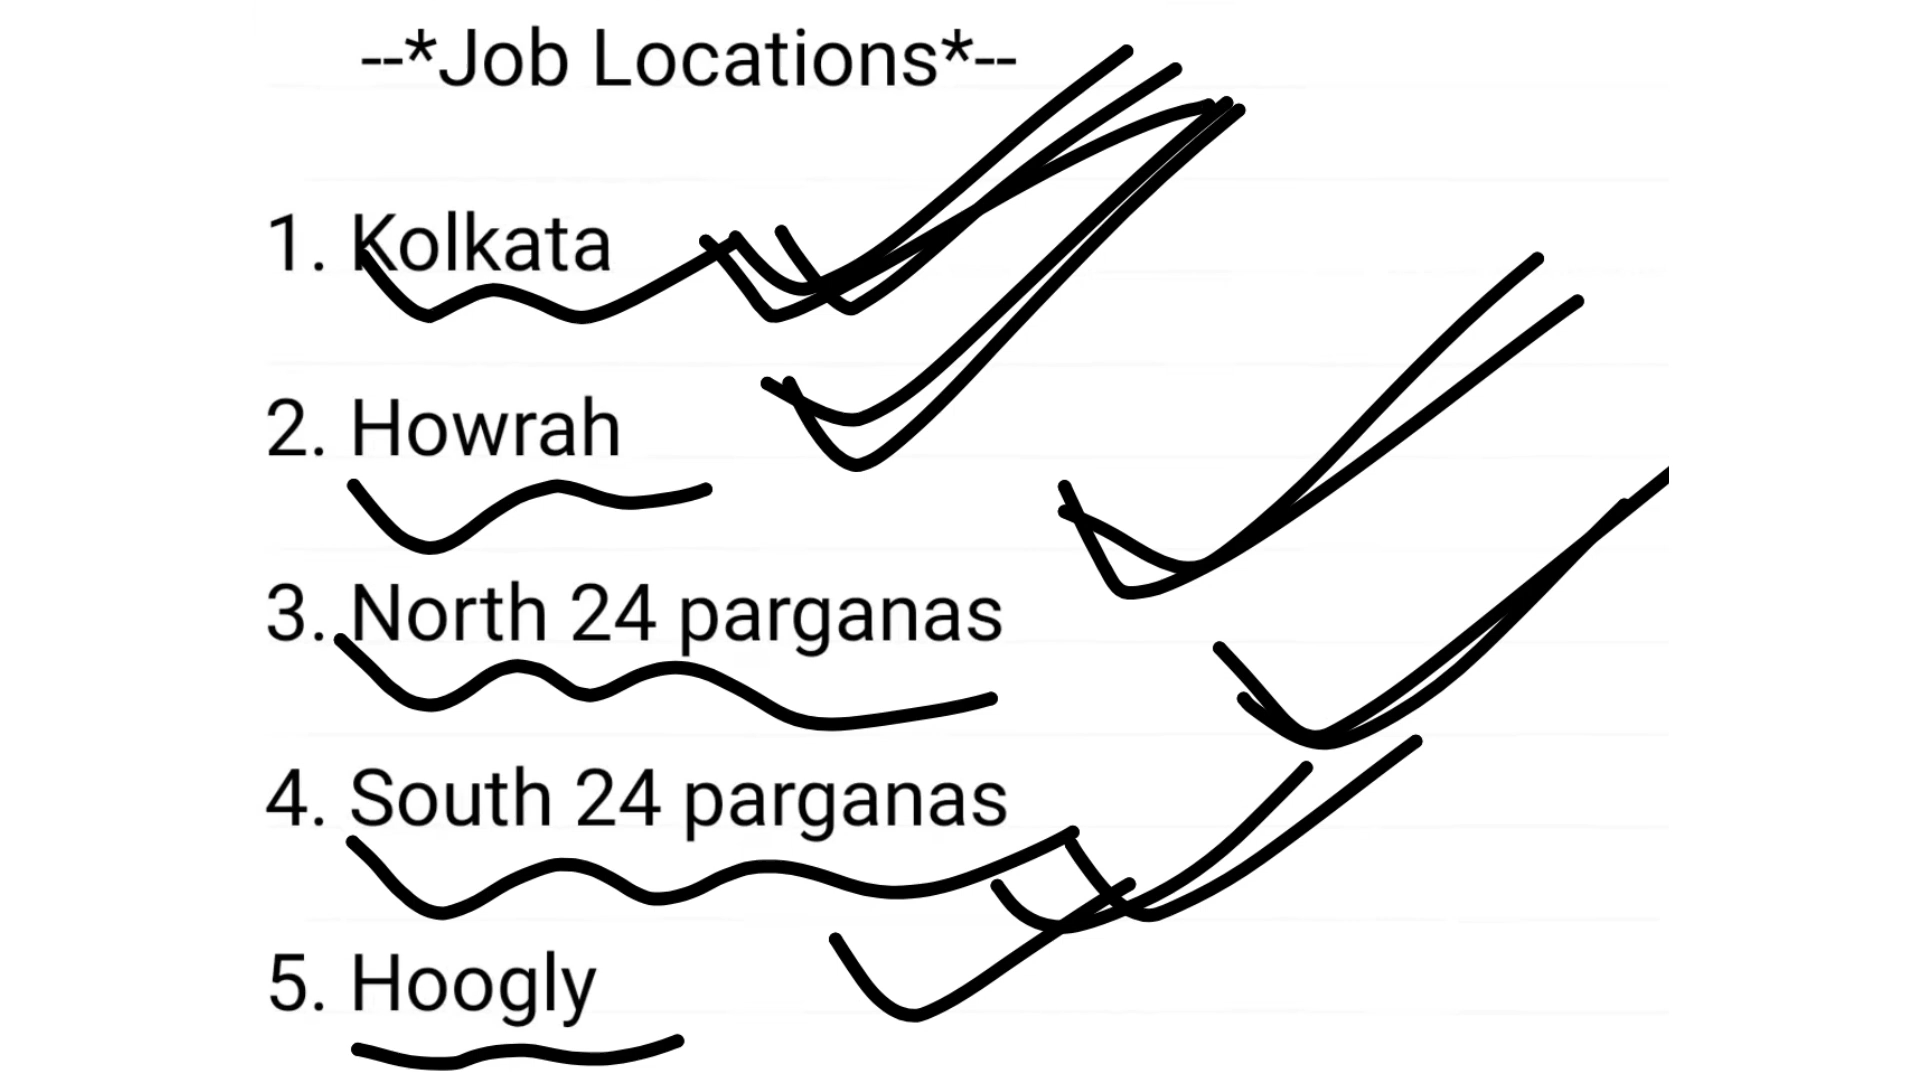 --*Job Locations*--
1. Kolkata
2. Howrah
3. North 24 parganas
4. South 24 parganas
5. Hoogly